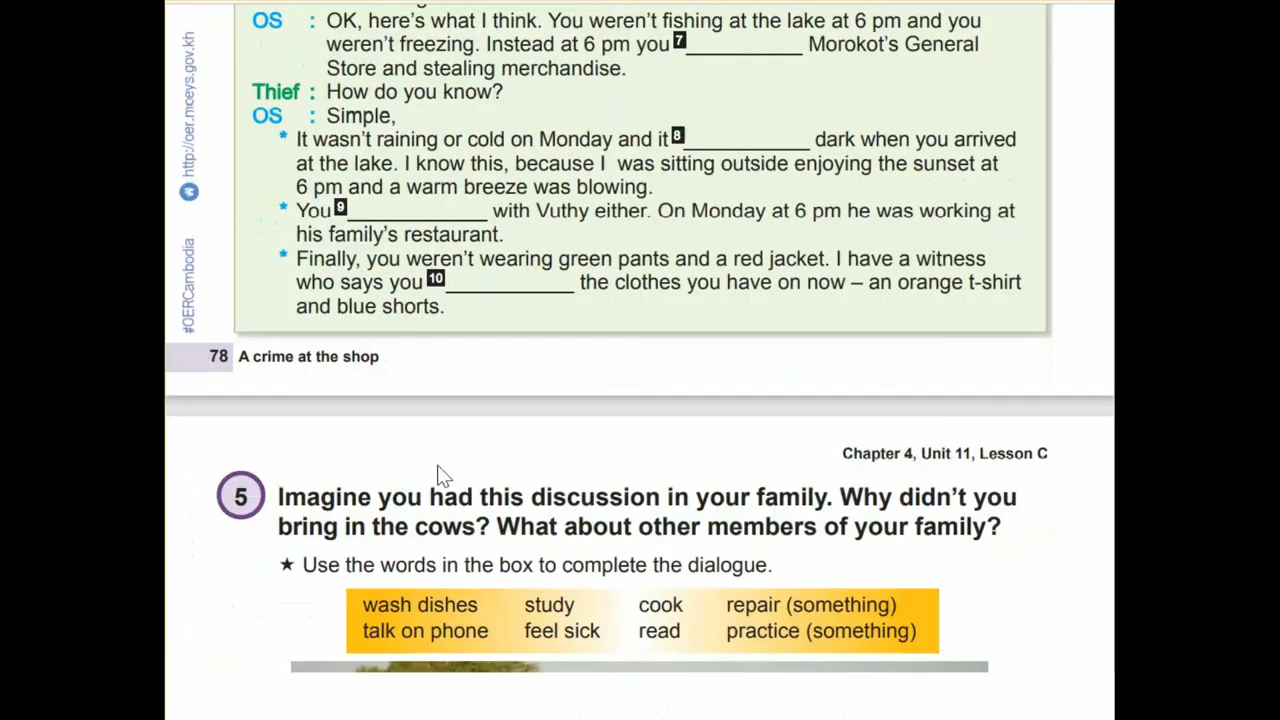 OS : OK, here's what I think. You weren't fishing at the lake at 6 pm and you
weren't freezing. Instead at 6 pm you 7 __________ Morokot's General
Store and stealing merchandise.
Thief : How do you know?
OS : Simple,
* It wasn't raining or cold on Monday and it 8 ___________ dark when you arrived
at the lake. I know this, because I was sitting outside enjoying the sunset at
6 pm and a warm breeze was blowing.
* You 9 ____________ with Vuthy either. On Monday at 6 pm he was working at
his family's restaurant.
* Finally, you weren't wearing green pants and a red jacket. I have a witness
who says you 10 ___________ the clothes you have on now – an orange t-shirt
and blue shorts.
#OERCambodia http://oer.moeys.gov.kh
78 A crime at the shop
Chapter 4, Unit 11, Lesson C
5 Imagine you had this discussion in your family. Why didn't you
bring in the cows? What about other members of your family?
★ Use the words in the box to complete the dialogue.
wash dishes study cook repair (something)
talk on phone feel sick read practice (something)